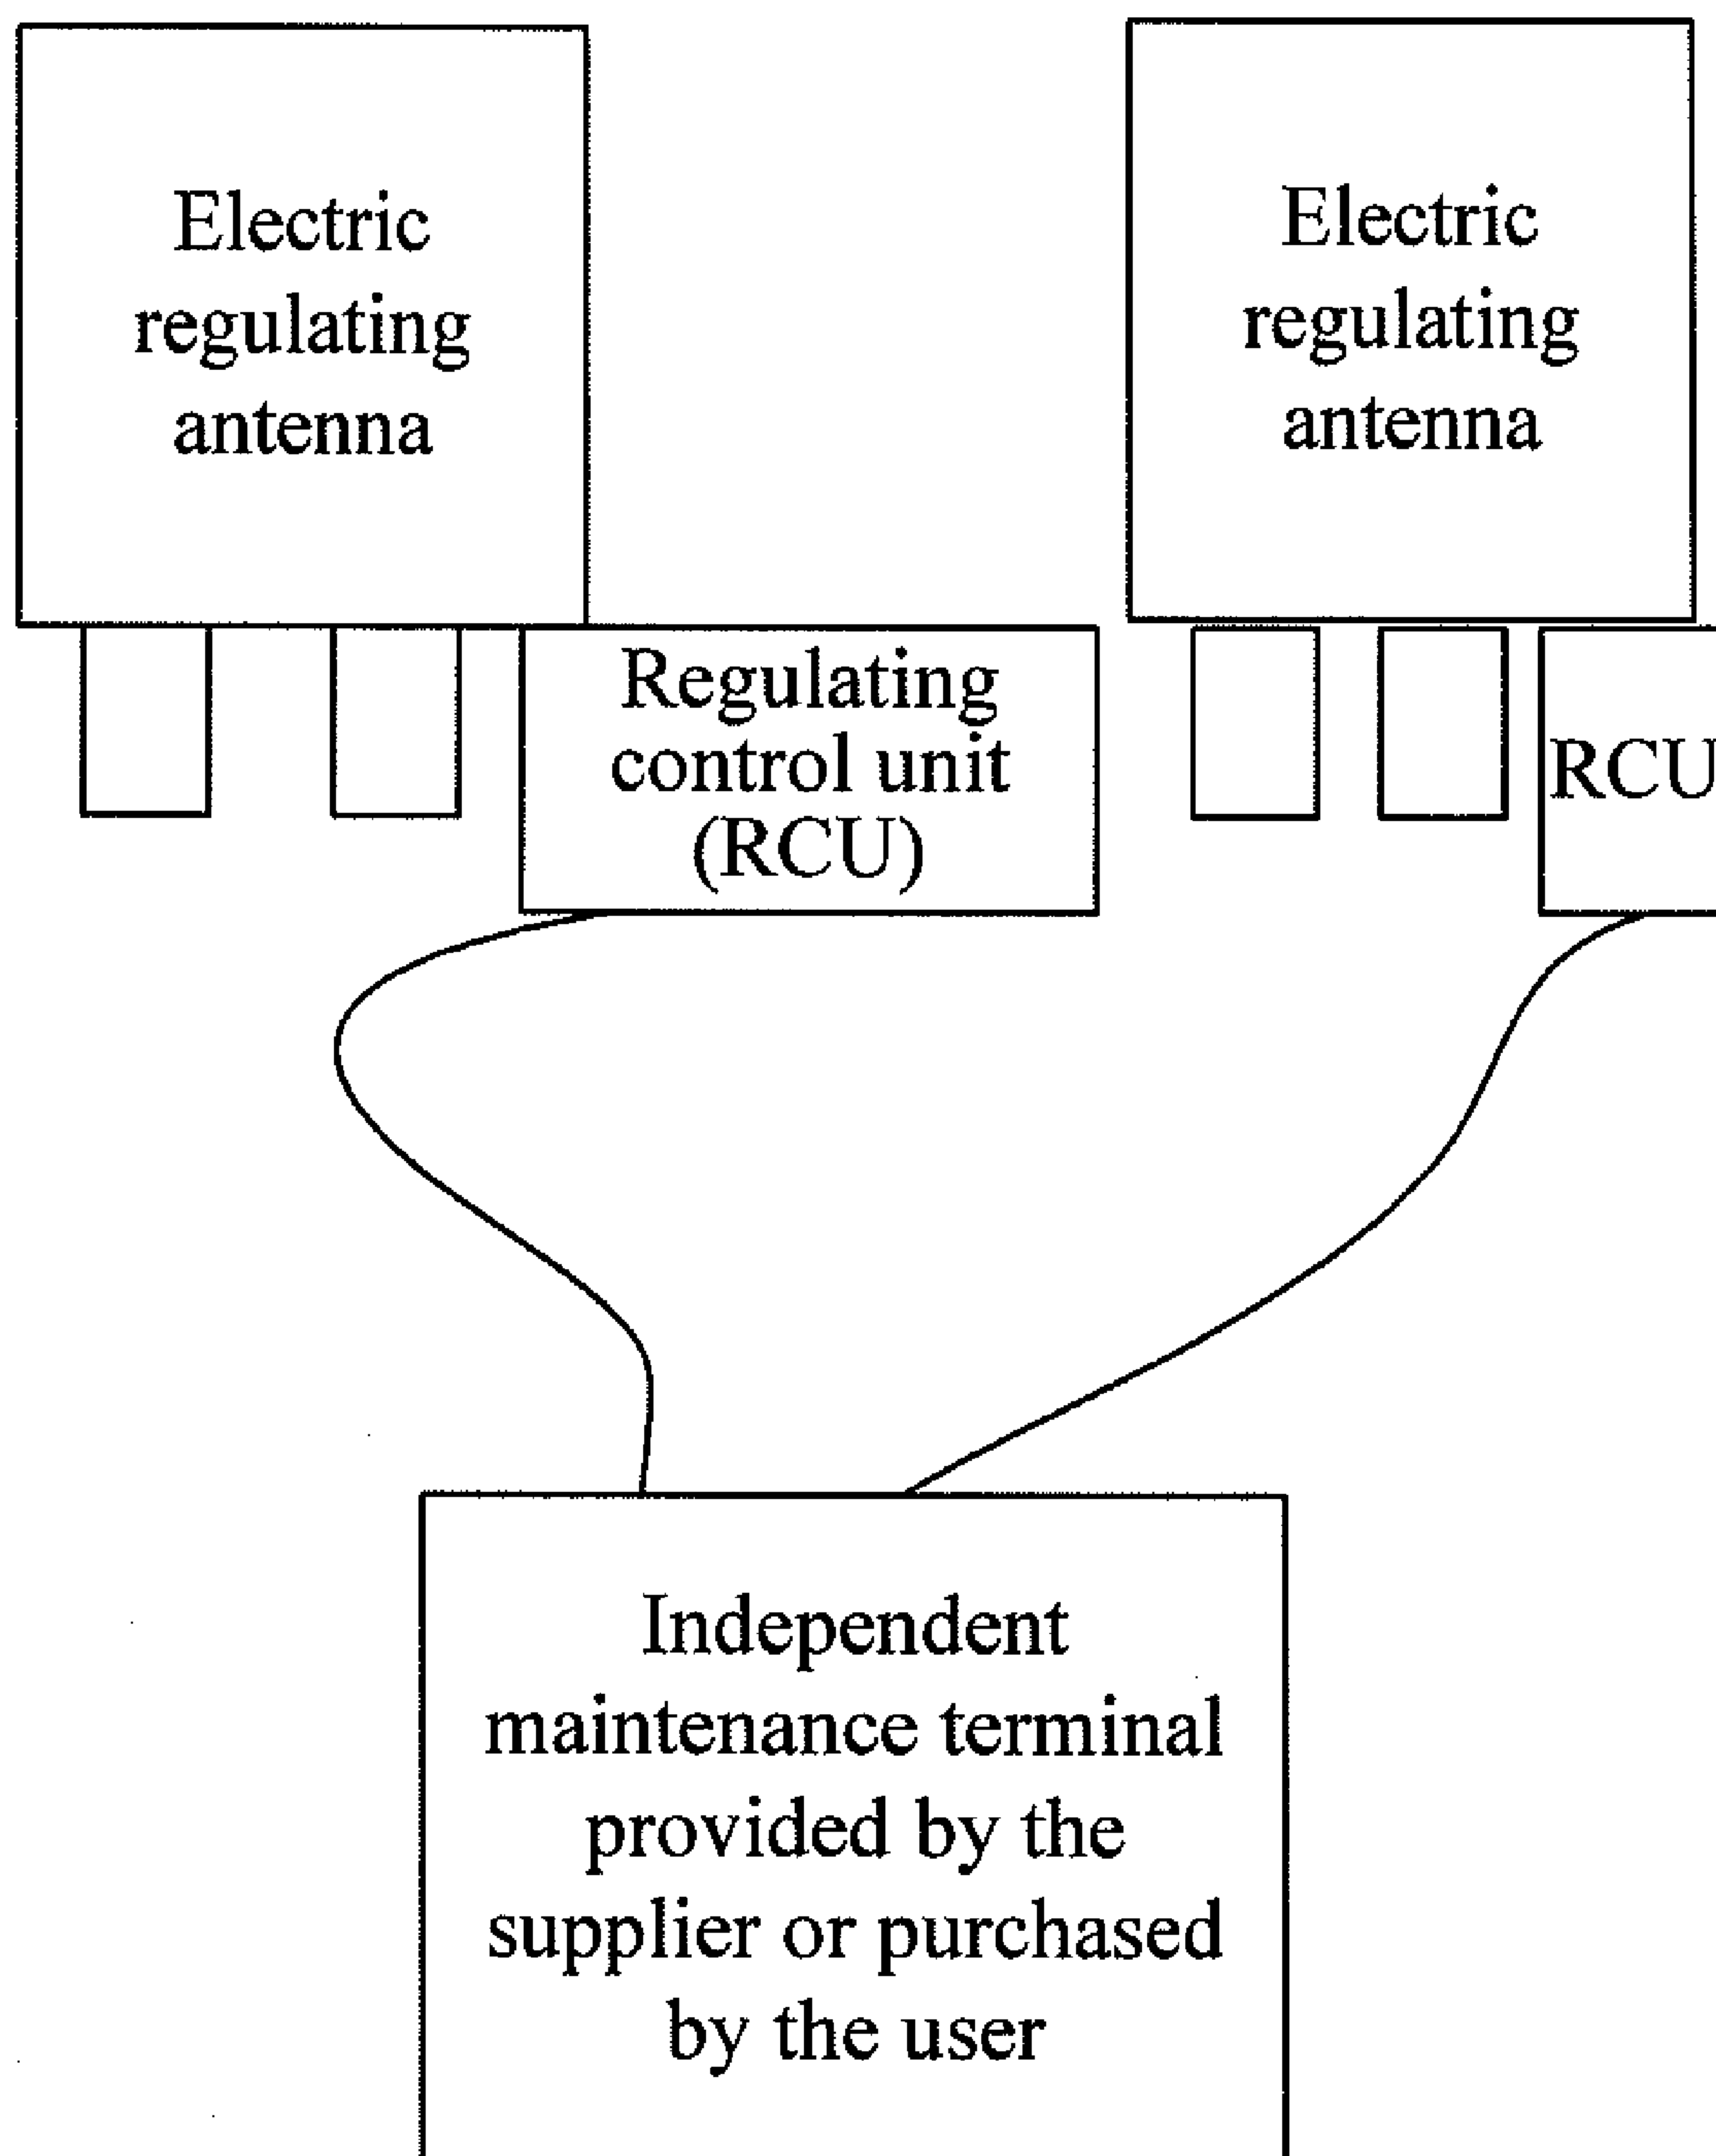 Electric
regulating
antenna
Electric
regulating
antenna
Regulating
control unit
(RCU)
RCU
Independent
maintenance terminal
provided by the
supplier or purchased
by the user